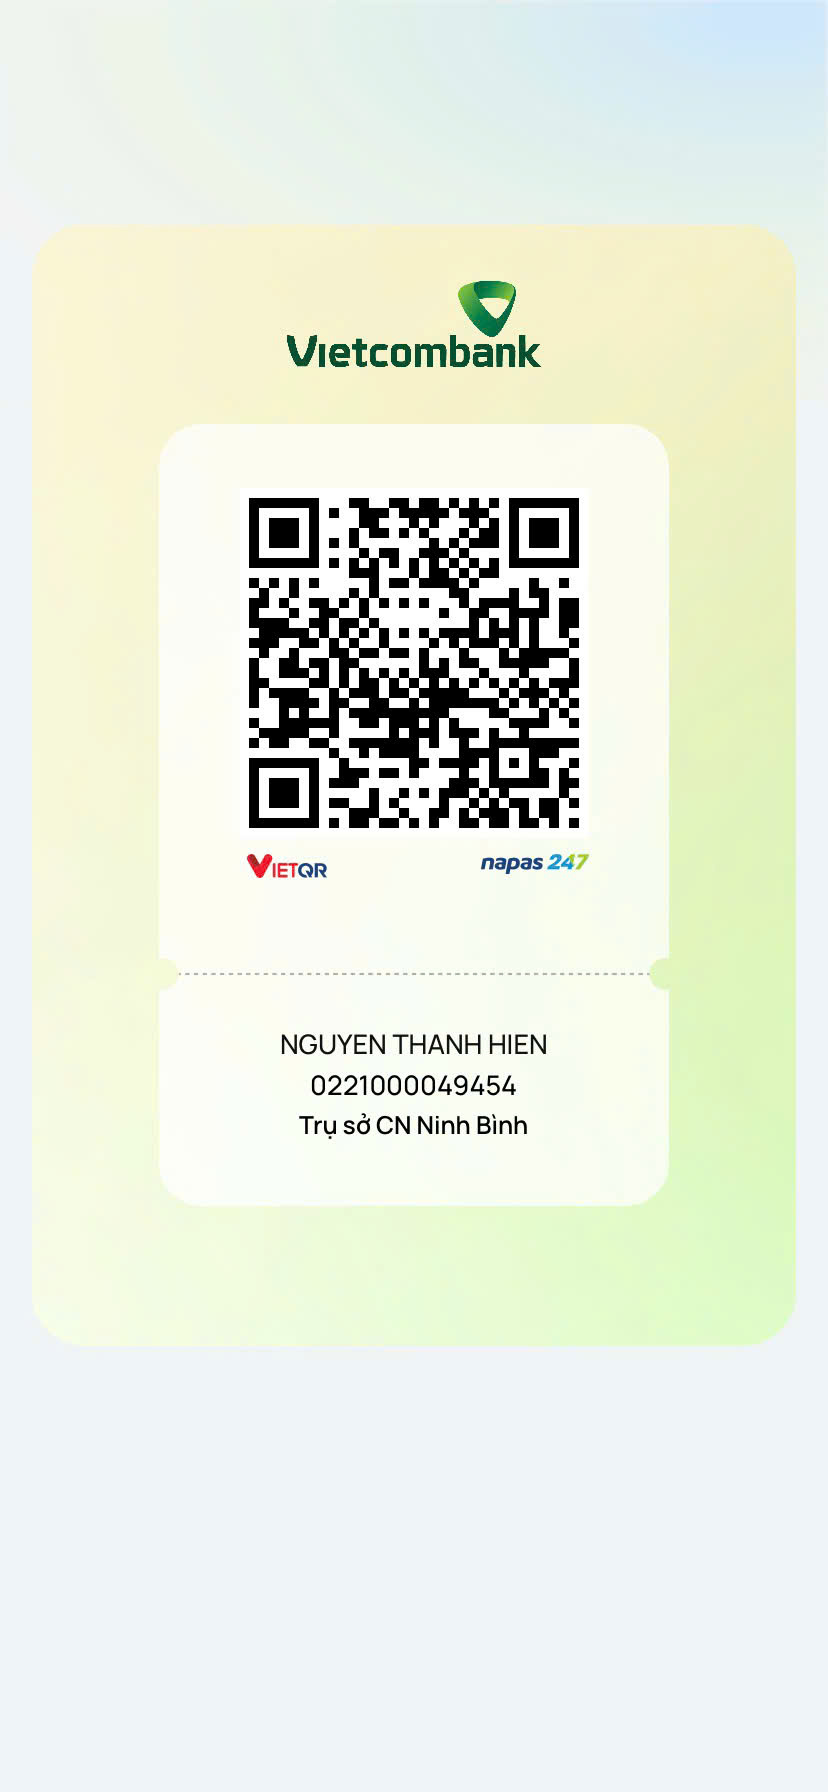 Vietcombank
VIETQR
napas 247
NGUYEN THANH HIEN
0221000049454
Trụ sở CN Ninh Bình